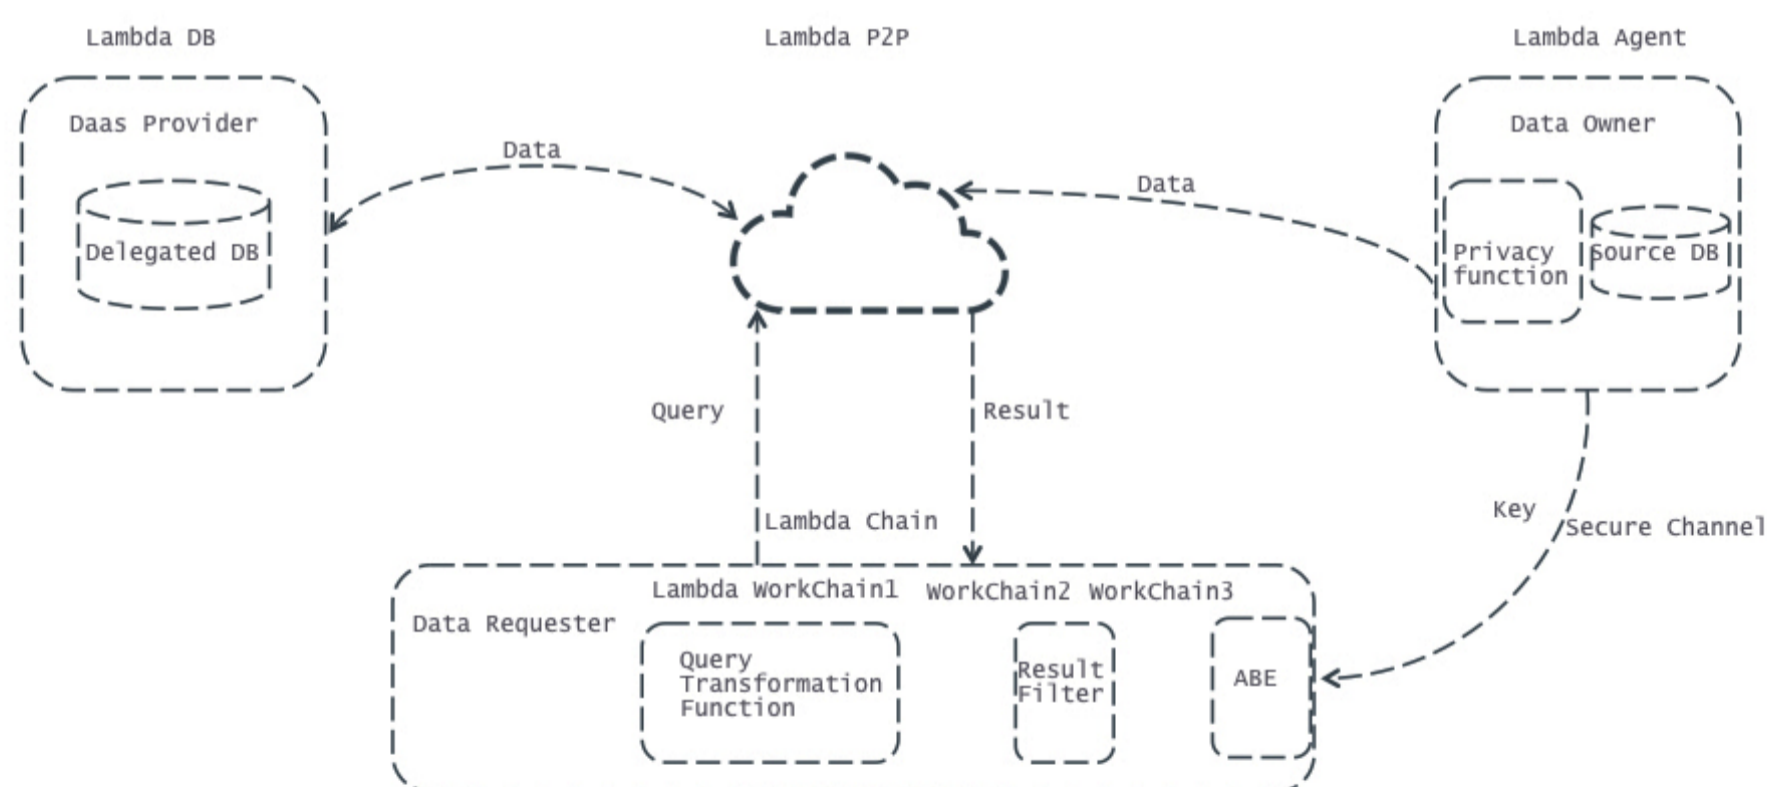 Lambda DB
Lambda P2P
Lambda Agent
Daas Provider
Data Owner
Data
Data
Delegated DB
Privacy
function
Source DB
Query
Result
Key
Secure Channel
Lambda Chain
Lambda WorkChain1
WorkChain2
WorkChain3
Data Requester
Query
Transformation
Function
Result
Filter
ABE